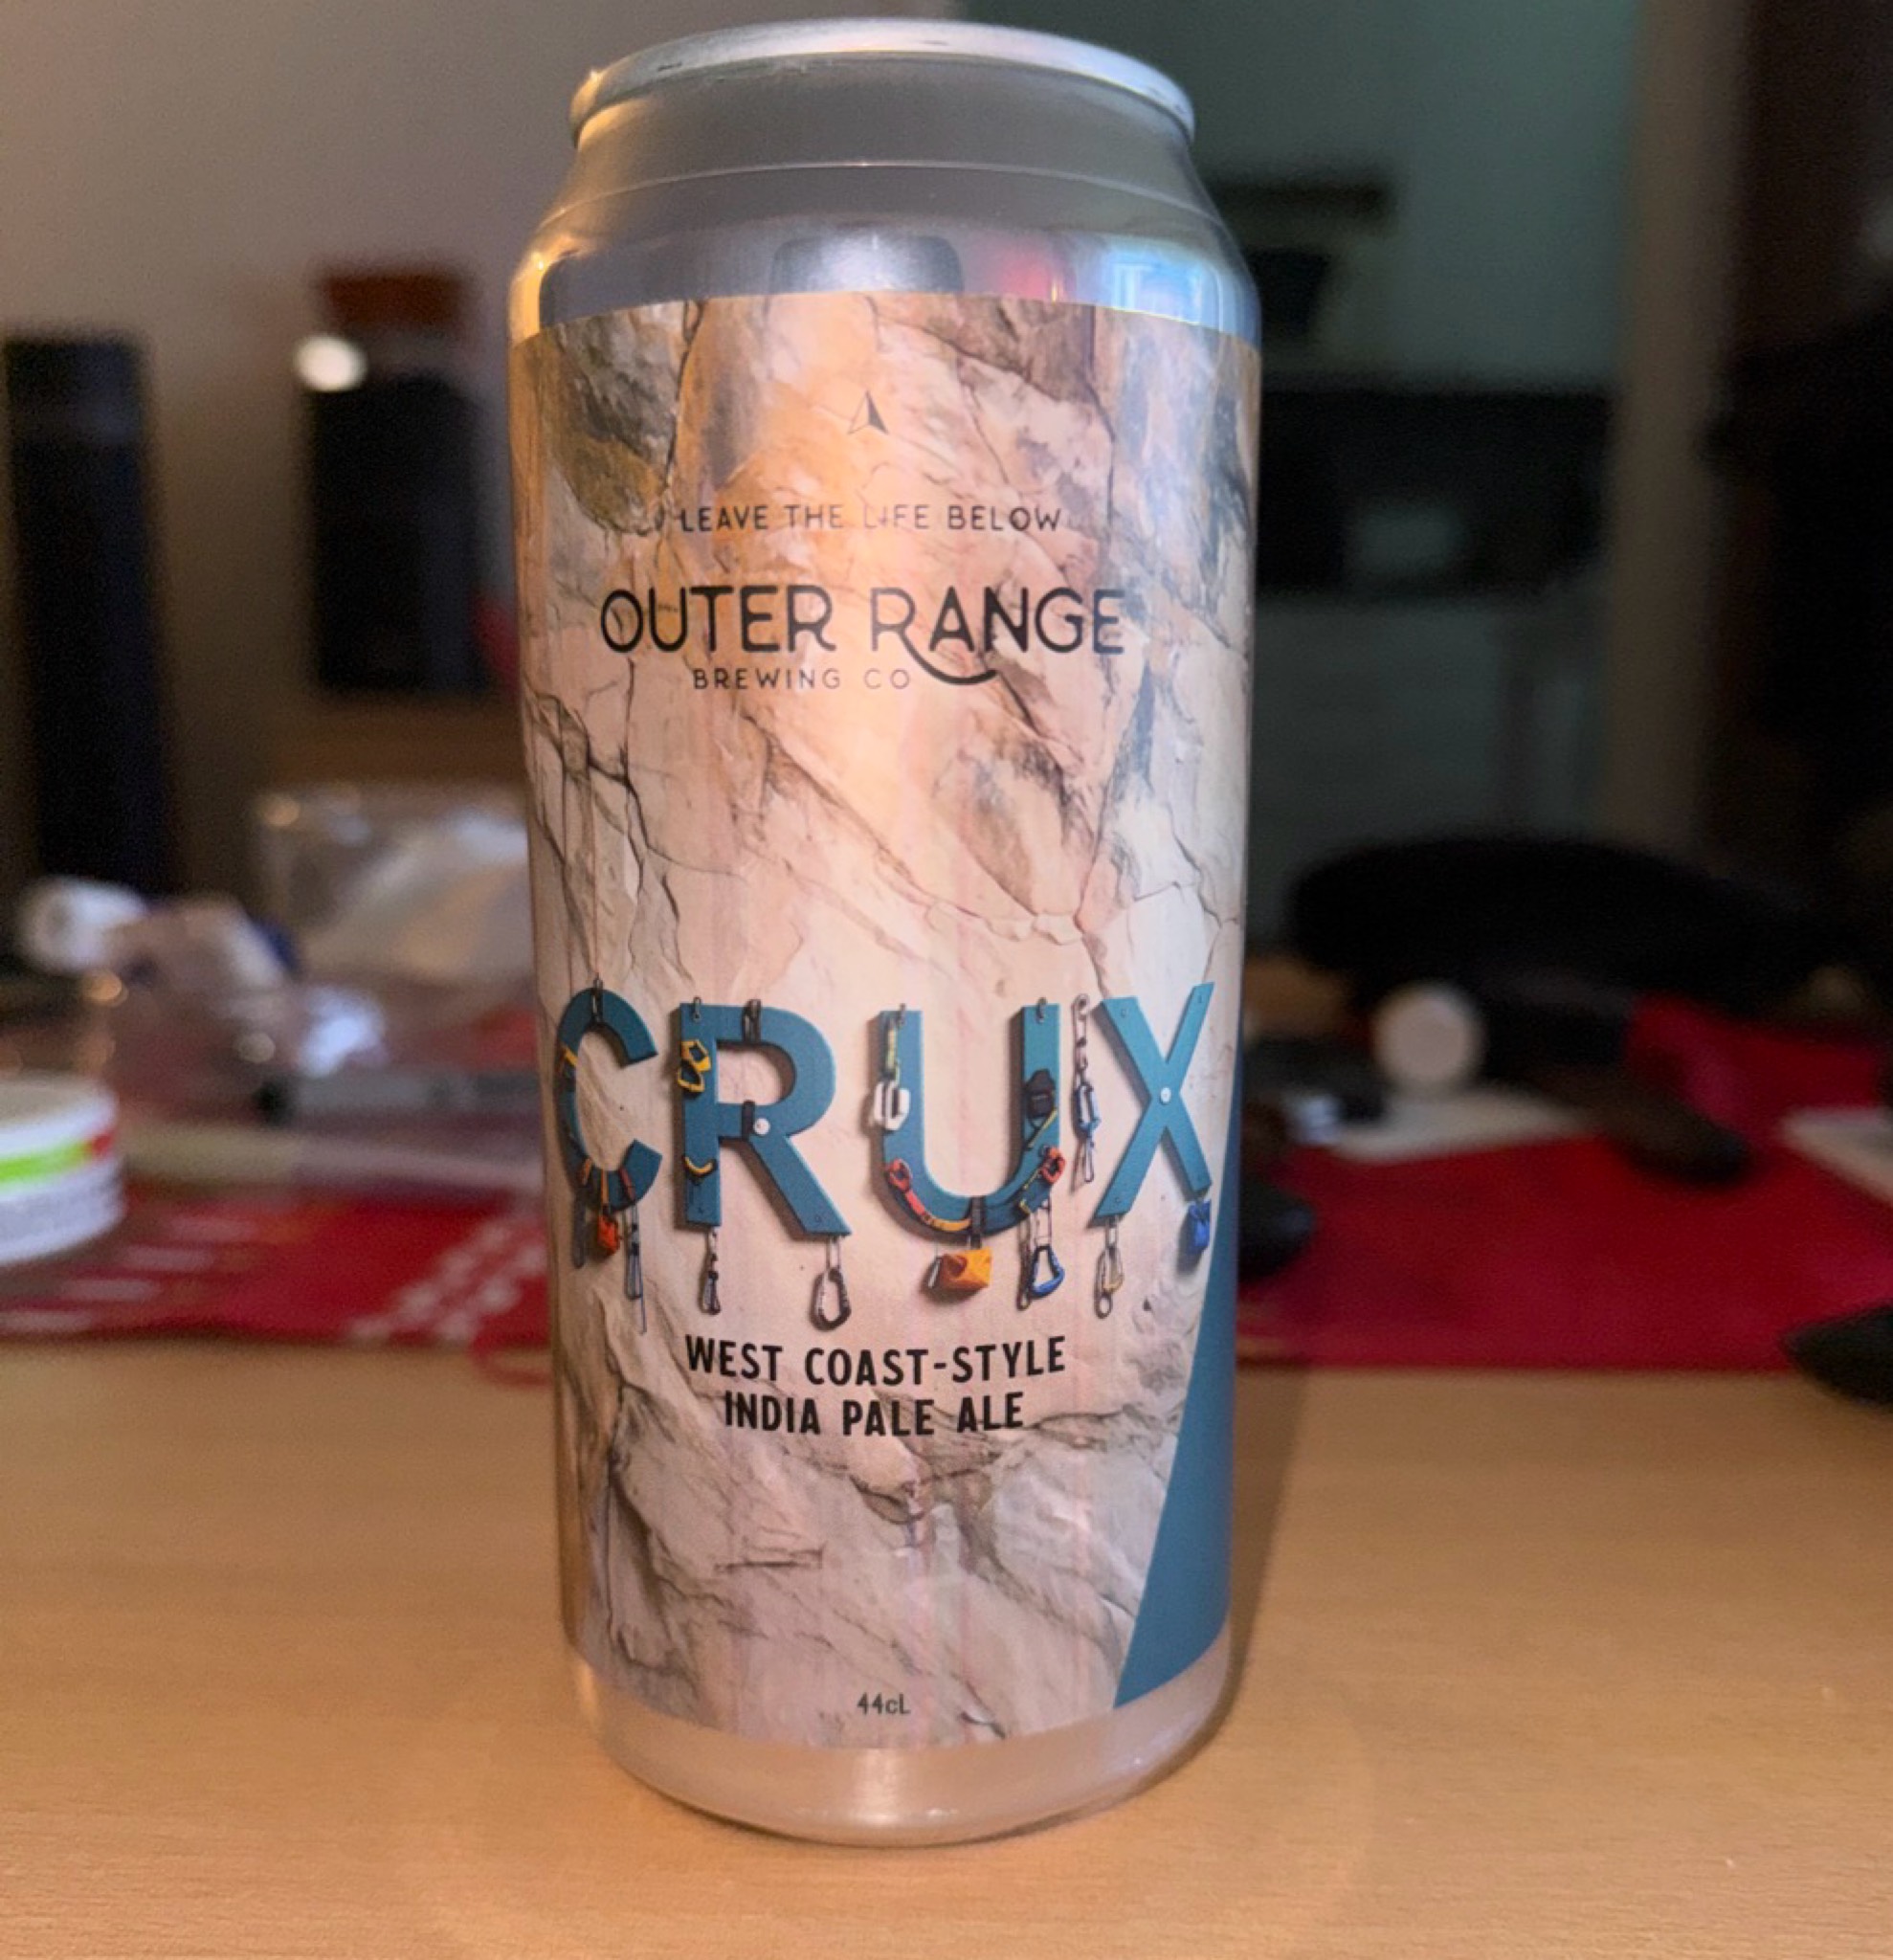 LEAVE THE LIFE BELOW
OUTER RANGE
BREWING CO
CRUX
WEST COAST-STYLE
INDIA PALE ALE
44cL